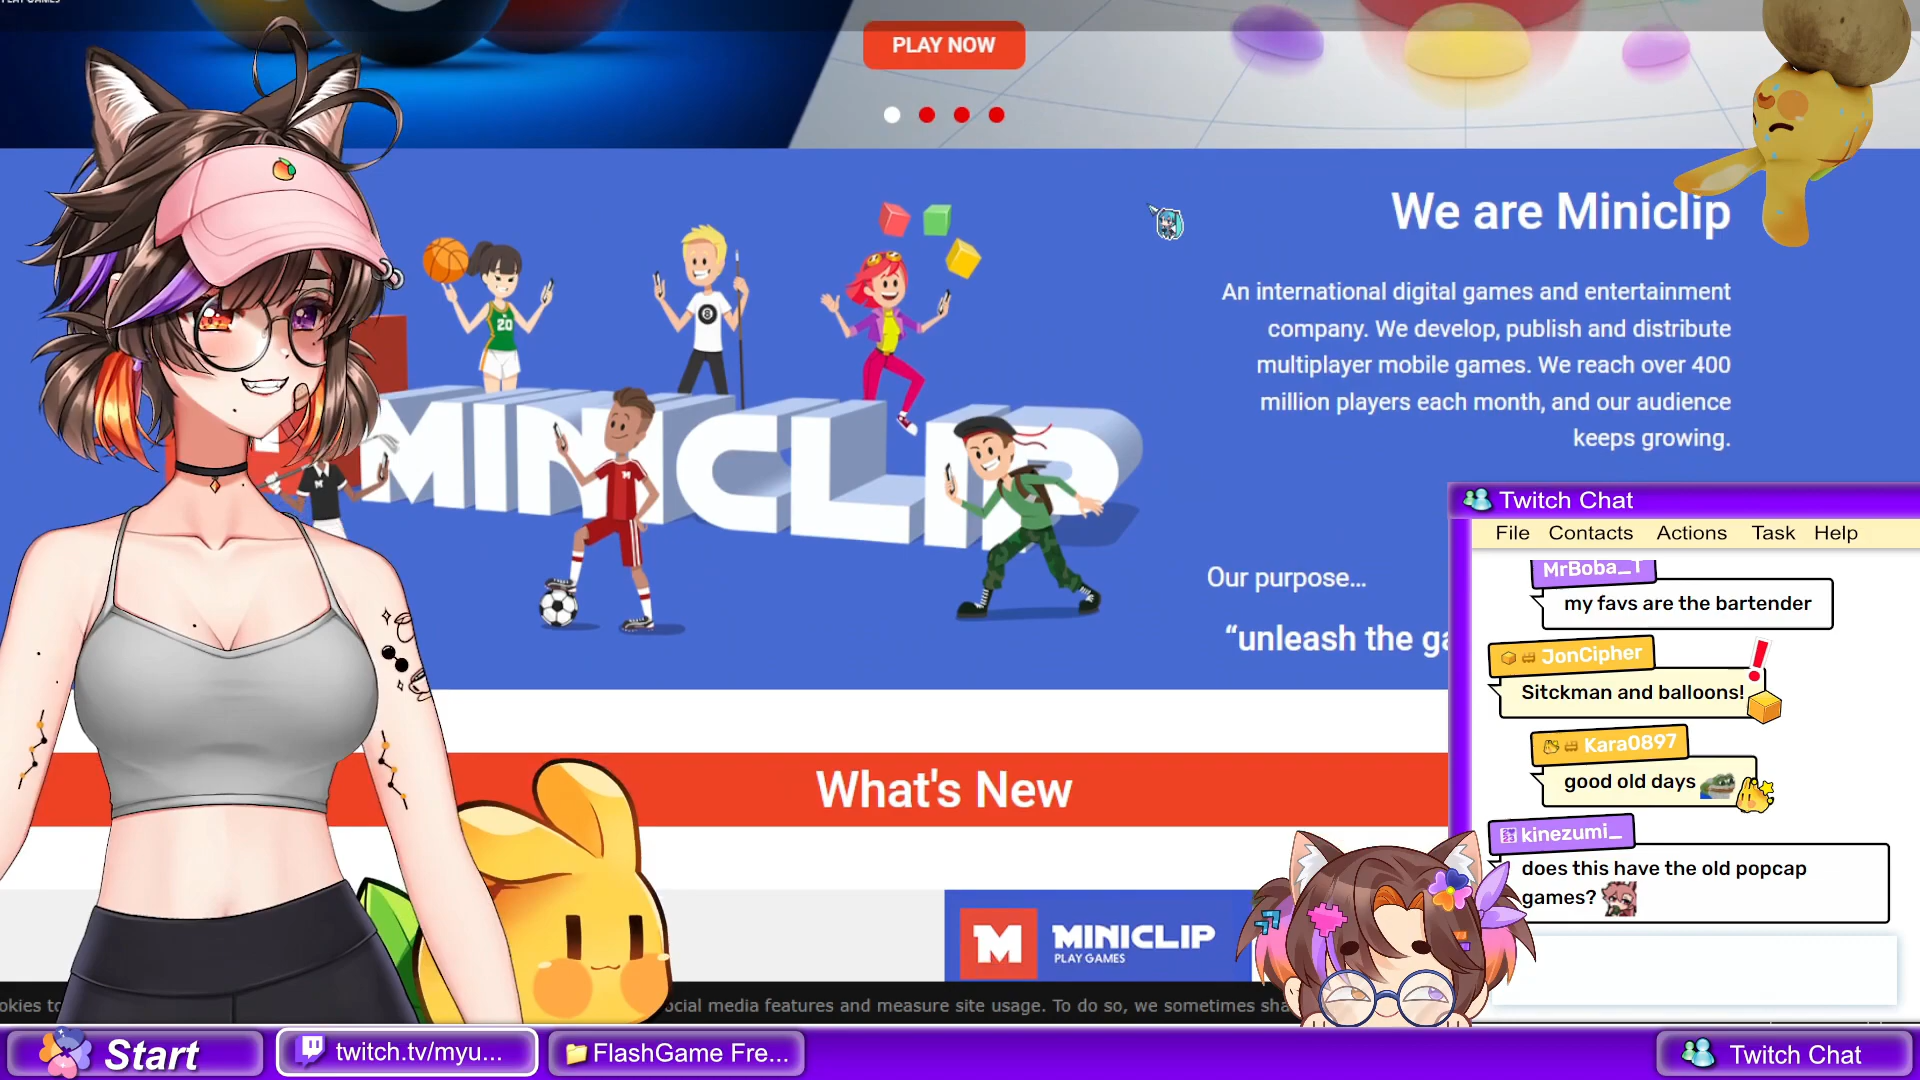 PLAY GAMES
PLAY NOW
We are Miniclip
An international digital games and entertainment
company. We develop, publish and distribute
multiplayer mobile games. We reach over 400
million players each month, and our audience
keeps growing.
20
8
M
M
MINICLIP
Our purpose...
“unleash the ga
What's New
M MINICLIP
PLAY GAMES
okies to
ocial media features and measure site usage. To do so, we sometimes sha
Twitch Chat
File Contacts Actions Task Help
MrBoba_T
my favs are the bartender
JonCipher
Sitckman and balloons!
Kara0897
good old days
kinezumi_
does this have the old popcap
games?
Start
twitch.tv/myu...
FlashGame Fre...
Twitch Chat